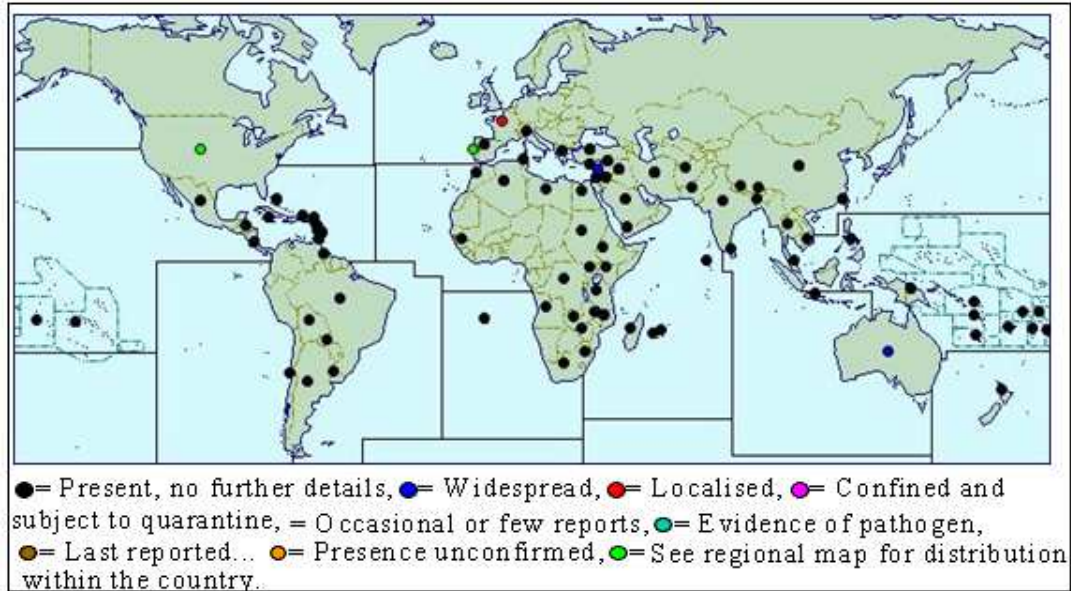 = Present, no further details, = Widespread, = Localised, = Confined and
subject to quarantine, = Occasional or few reports, = Evidence of pathogen,
= Last reported... = Presence unconfirmed, = See regional map for distribution
within the country.